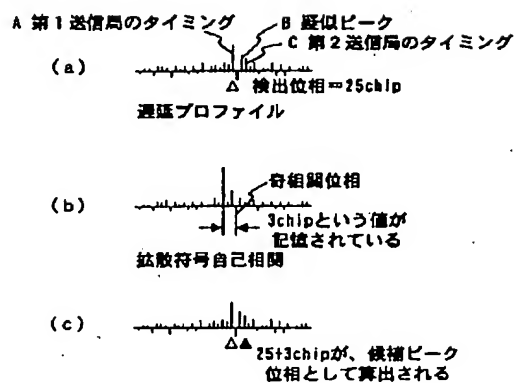 A 第1送信局のタイミング
B 疑似ピーク
C 第2送信局のタイミング
(a)
検出位相=25chip
遅延プロファイル
奇相関位相
(b)
3chipという値が
記憶されている
拡散符号自己相関
(c)
25+3chipが、候補ピーク
位相として算出される